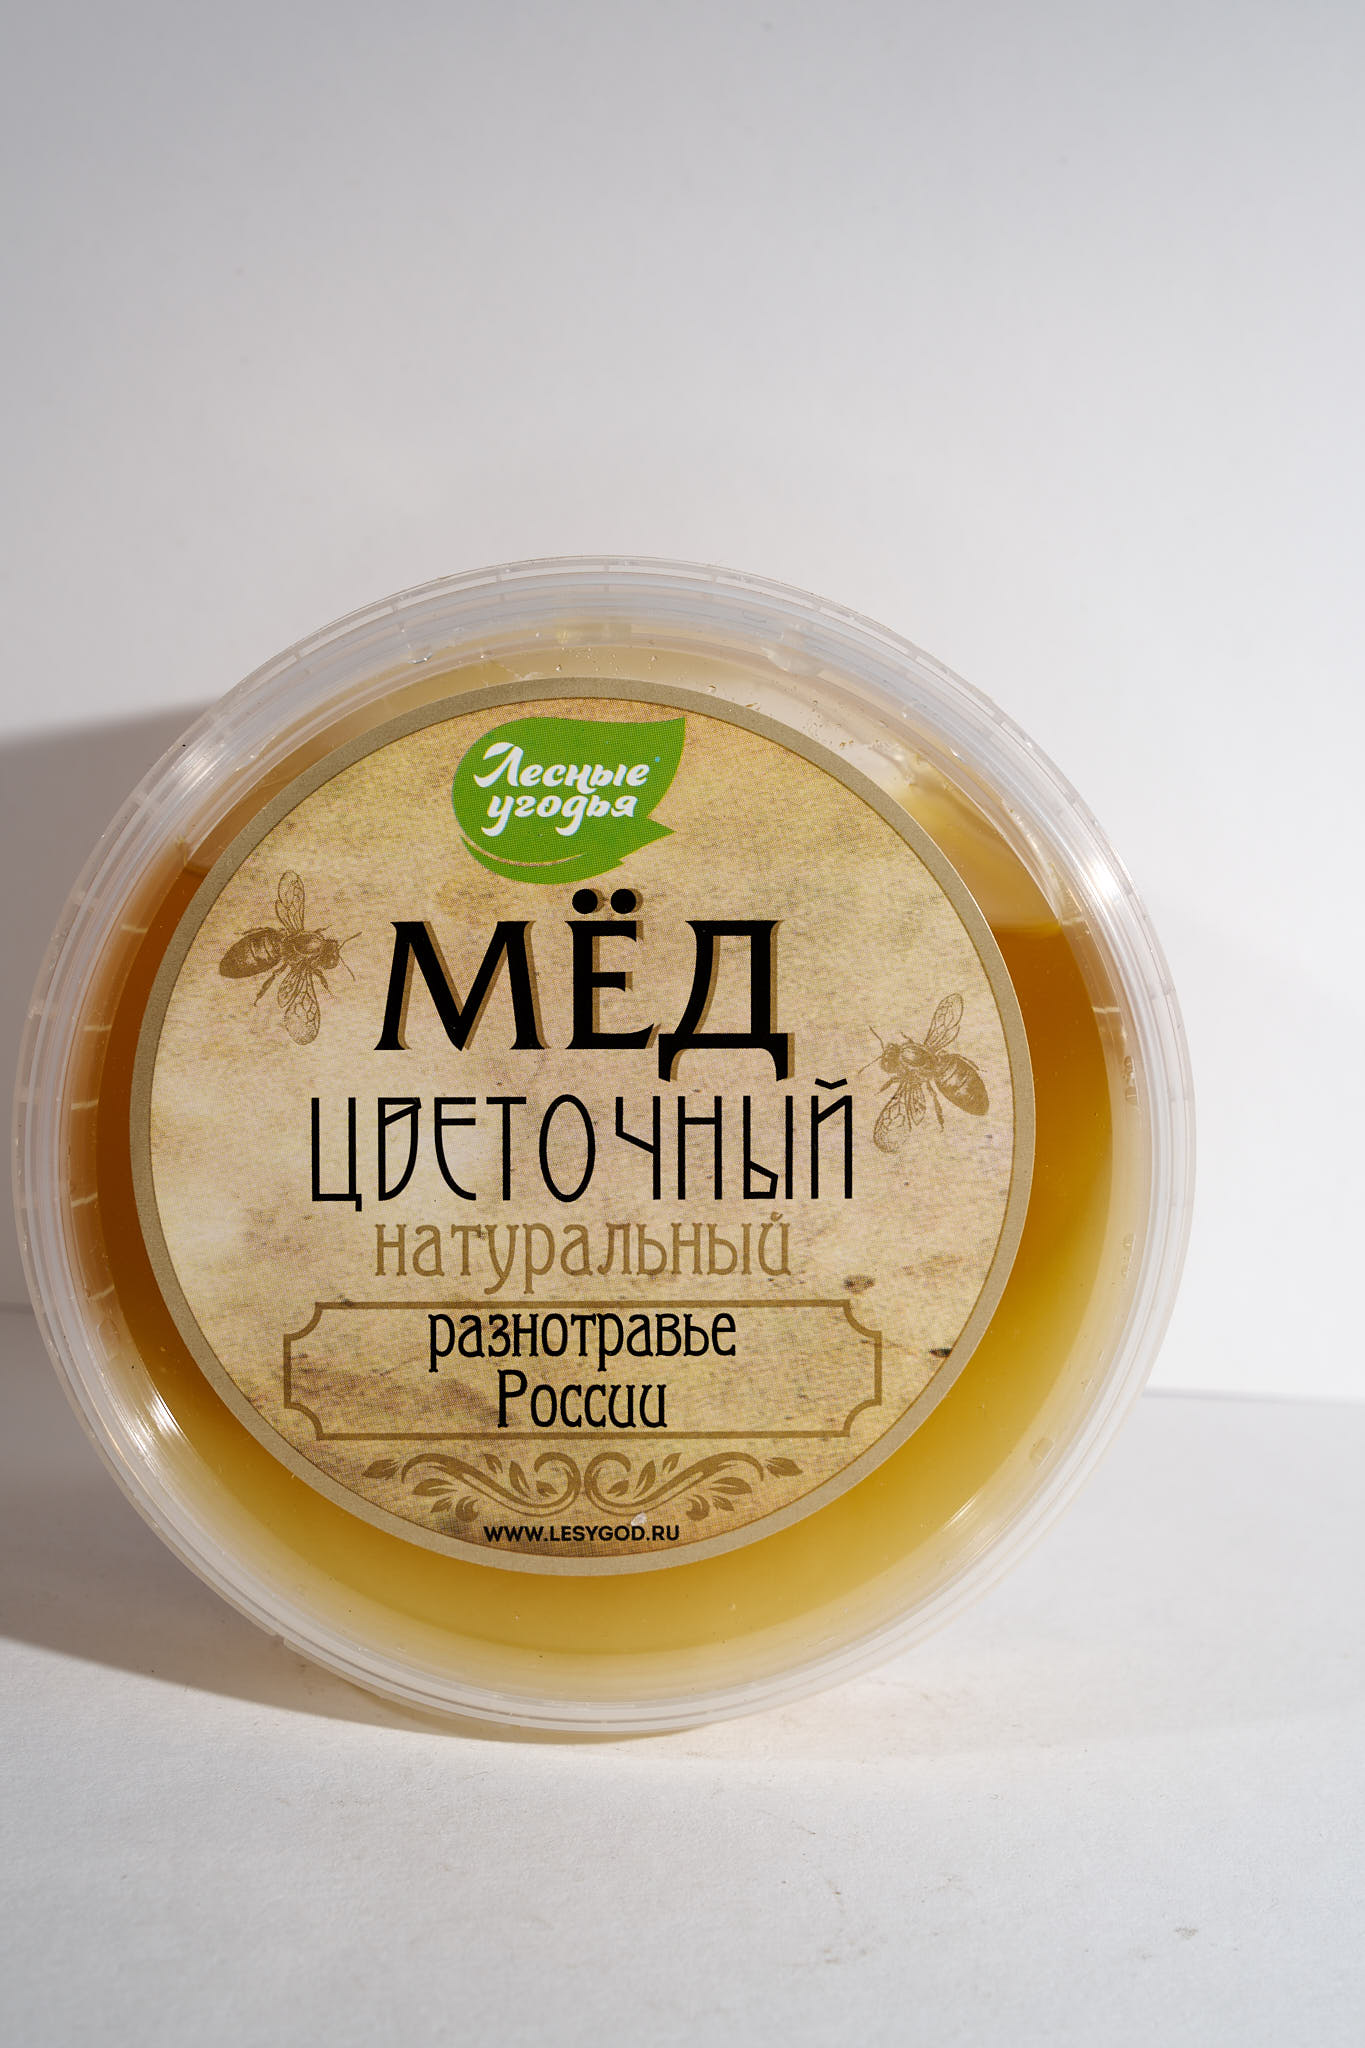 Лесные
угодья
МЁД
ЦВЕТОЧНЫЙ
натуральный
разнотравье
России
WWW.LESYGOD.RU